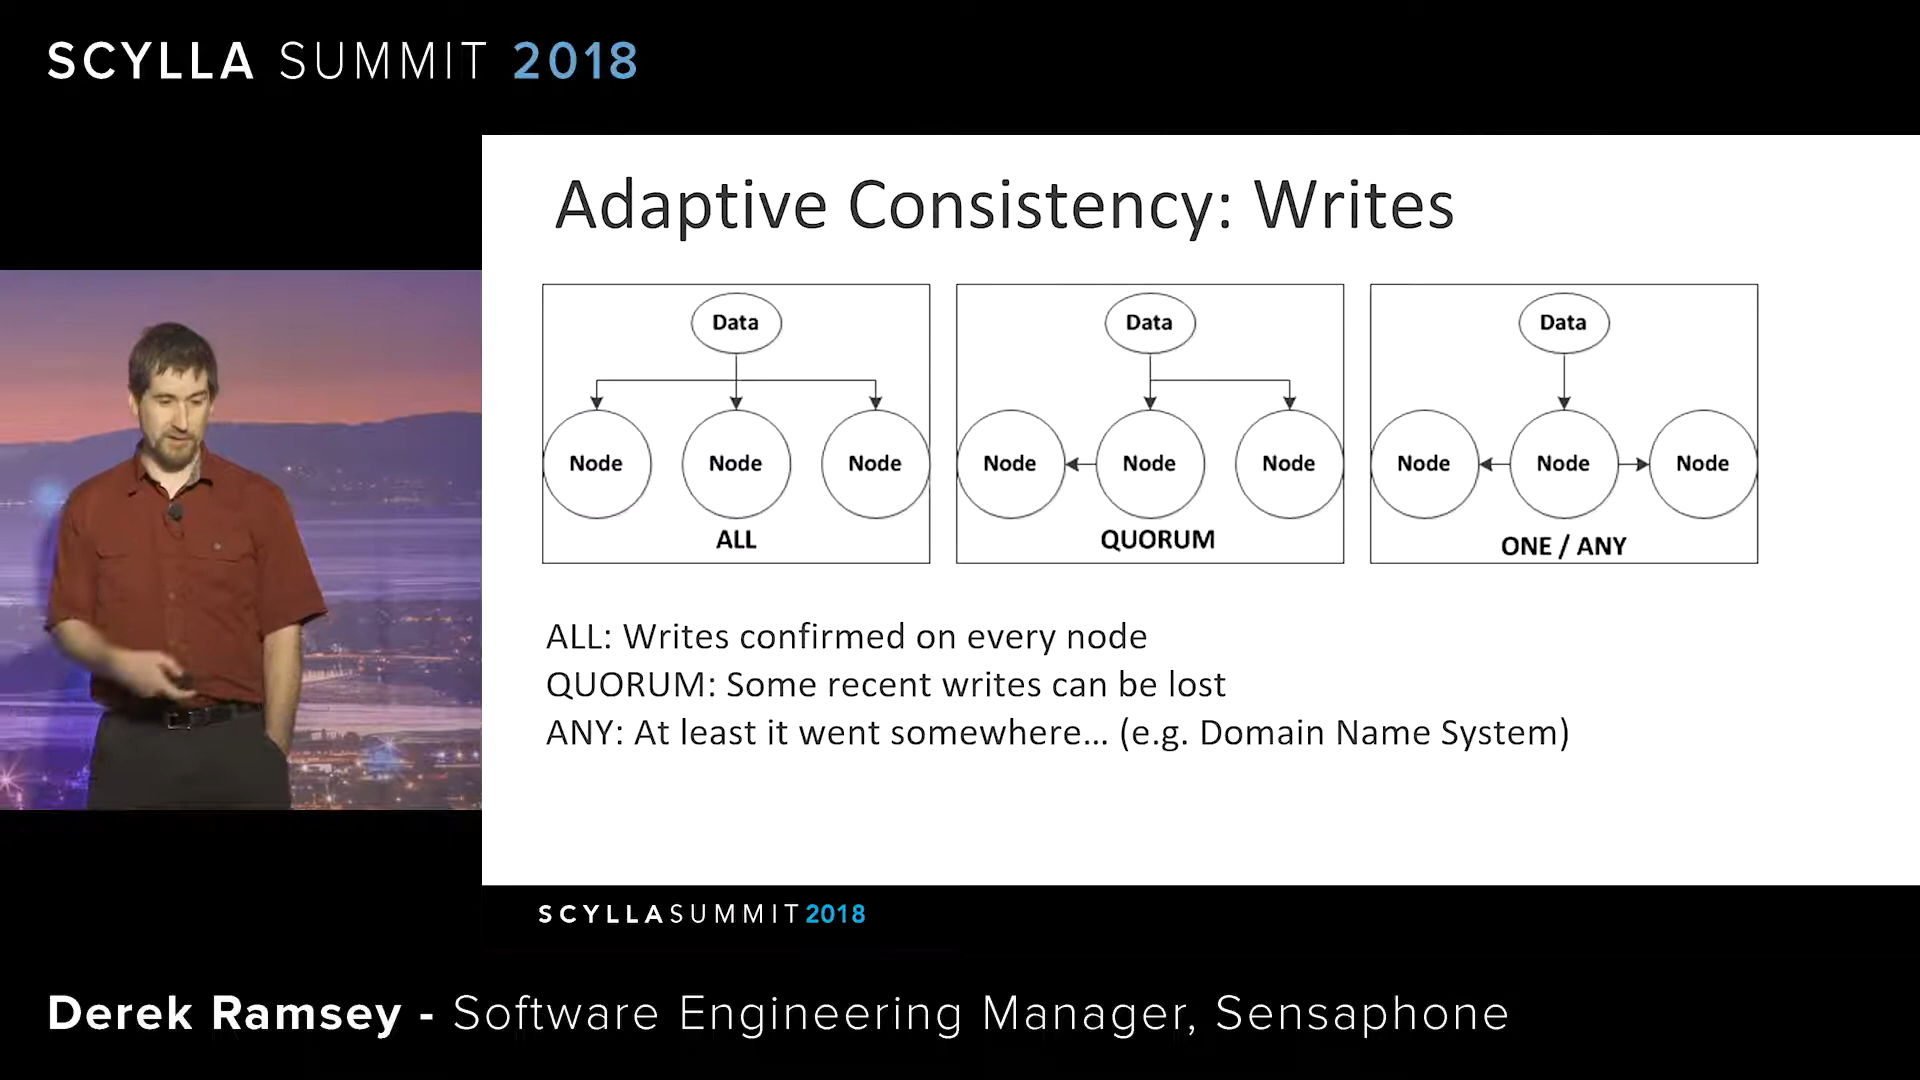 SCYLLA SUMMIT 2018
Adaptive Consistency: Writes
Data
Node Node Node
ALL
Data
Node Node Node
QUORUM
Data
Node Node Node
ONE / ANY
ALL: Writes confirmed on every node
QUORUM: Some recent writes can be lost
ANY: At least it went somewhere... (e.g. Domain Name System)
SCYLLASUMMIT2018
Derek Ramsey - Software Engineering Manager, Sensaphone